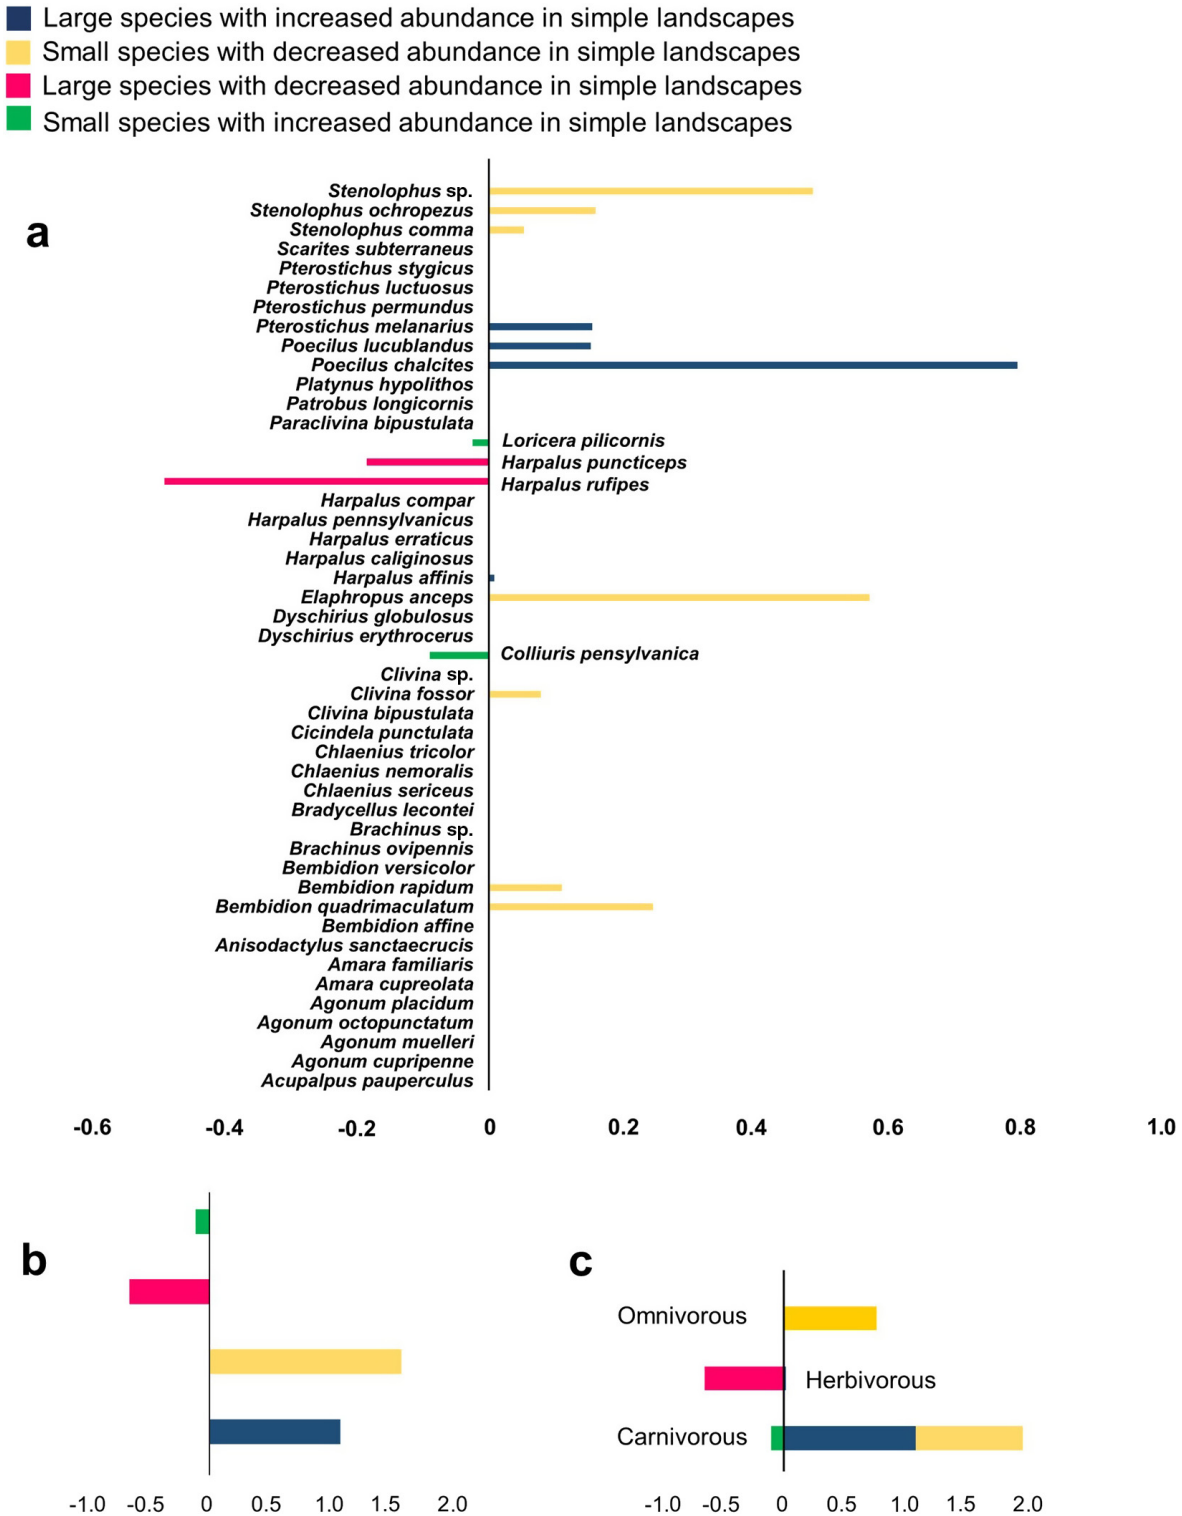 Large species with increased abundance in simple landscapes
Small species with decreased abundance in simple landscapes
Large species with decreased abundance in simple landscapes
Small species with increased abundance in simple landscapes
a
Stenolophus sp.
Stenolophus ochropezus
Stenolophus comma
Scarites subterraneus
Pterostichus stygicus
Pterostichus luctuosus
Pterostichus permundus
Pterostichus melanarius
Poecilus lucublandus
Poecilus chalcites
Platynus hypolithos
Patrobus longicornis
Paraclivina bipustulata
Loricera pilicornis
Harpalus puncticeps
Harpalus rufipes
Harpalus compar
Harpalus pennsylvanicus
Harpalus erraticus
Harpalus caliginosus
Harpalus affinis
Elaphropus anceps
Dyschirius globulosus
Dyschirius erythrocerus
Colliuris pensylvanica
Clivina sp.
Clivina fossor
Clivina bipustulata
Cicindela punctulata
Chlaenius tricolor
Chlaenius nemoralis
Chlaenius sericeus
Bradycellus lecontei
Brachinus sp.
Brachinus ovipennis
Bembidion versicolor
Bembidion rapidum
Bembidion quadrimaculatum
Bembidion affine
Anisodactylus sanctaecrucis
Amara familiaris
Amara cupreolata
Agonum placidum
Agonum octopunctatum
Agonum muelleri
Agonum cupripenne
Acupalpus pauperculus
-0.6 -0.4 -0.2 0 0.2 0.4 0.6 0.8 1.0
b
-1.0 -0.5 0 0.5 1.0 1.5 2.0
c
Omnivorous
Herbivorous
Carnivorous
-1.0 -0.5 0 0.5 1.0 1.5 2.0